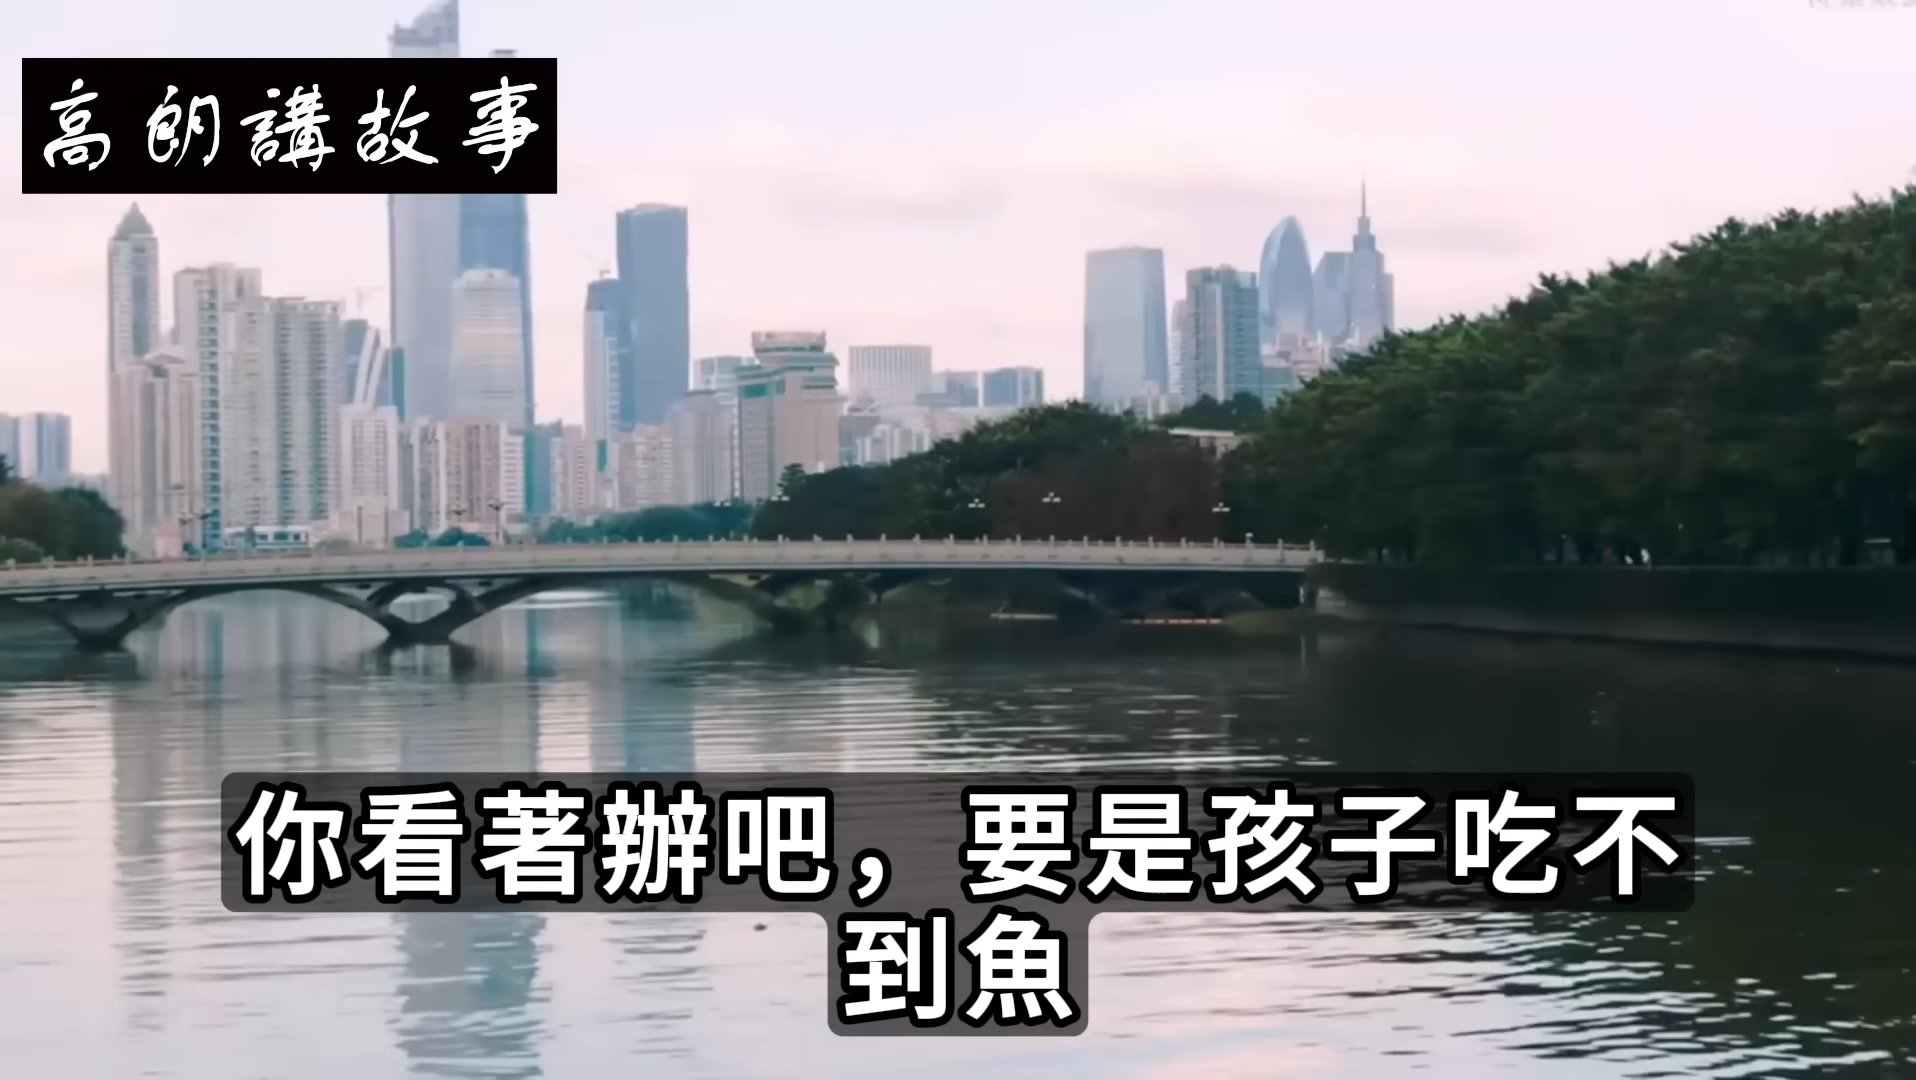 高朗講故事
你看著辦吧，要是孩子吃不
到魚